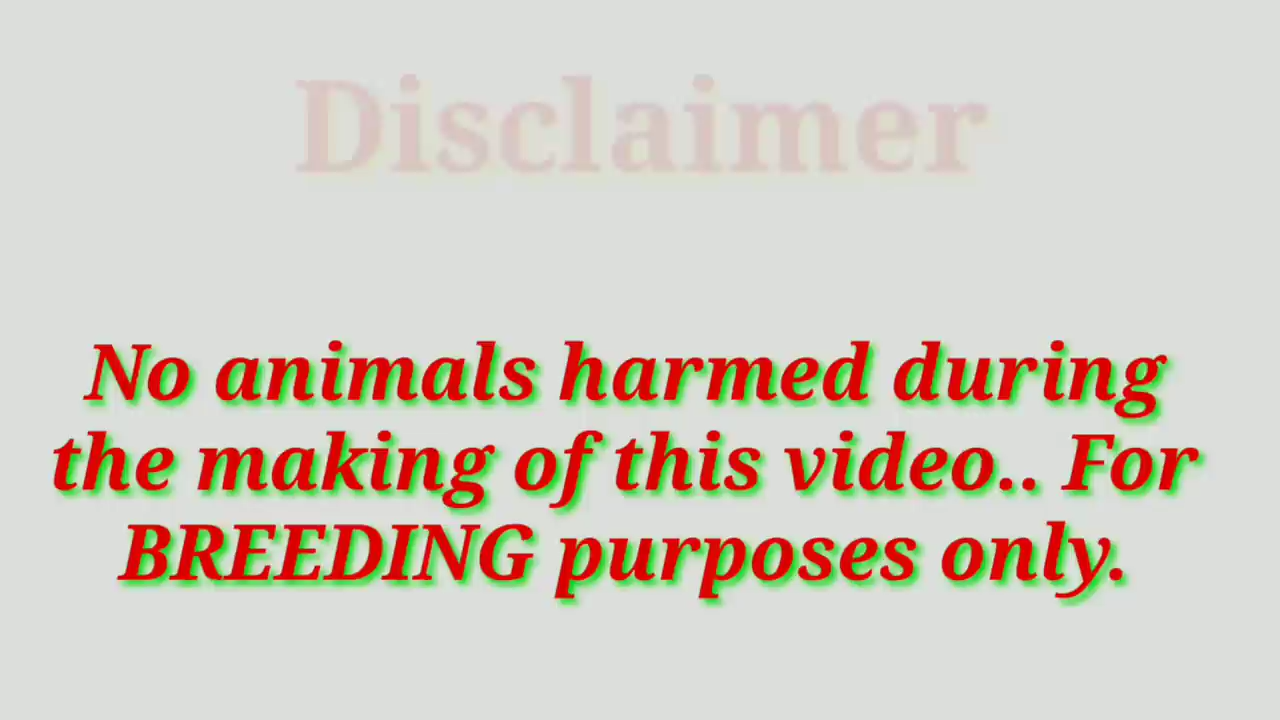 Disclaimer
No animals harmed during
the making of this video.. For
BREEDING purposes only.